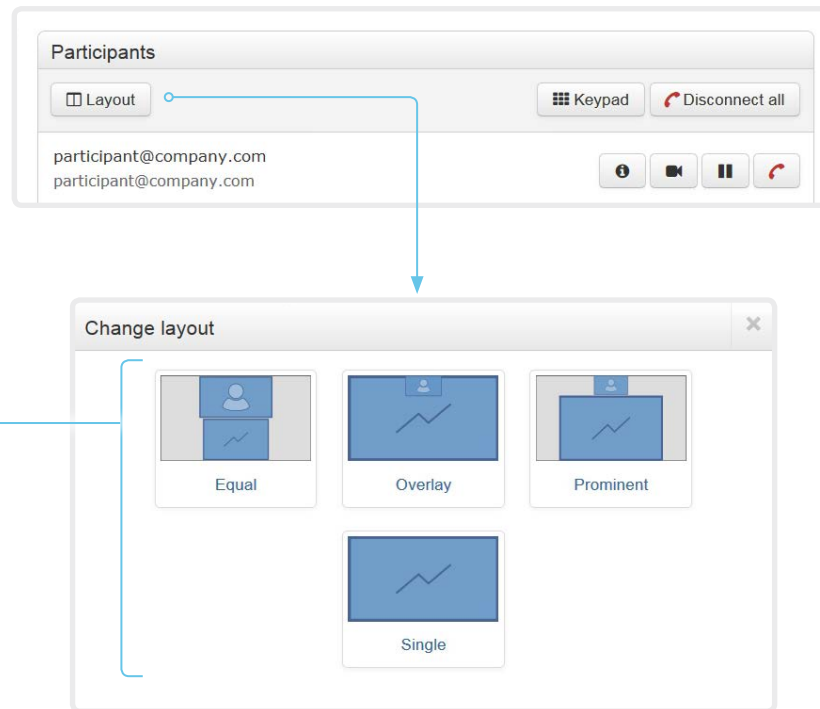 Participants
Layout
Keypad
Disconnect all
participant@company.com
participant@company.com
Change layout
Equal
Overlay
Prominent
Single